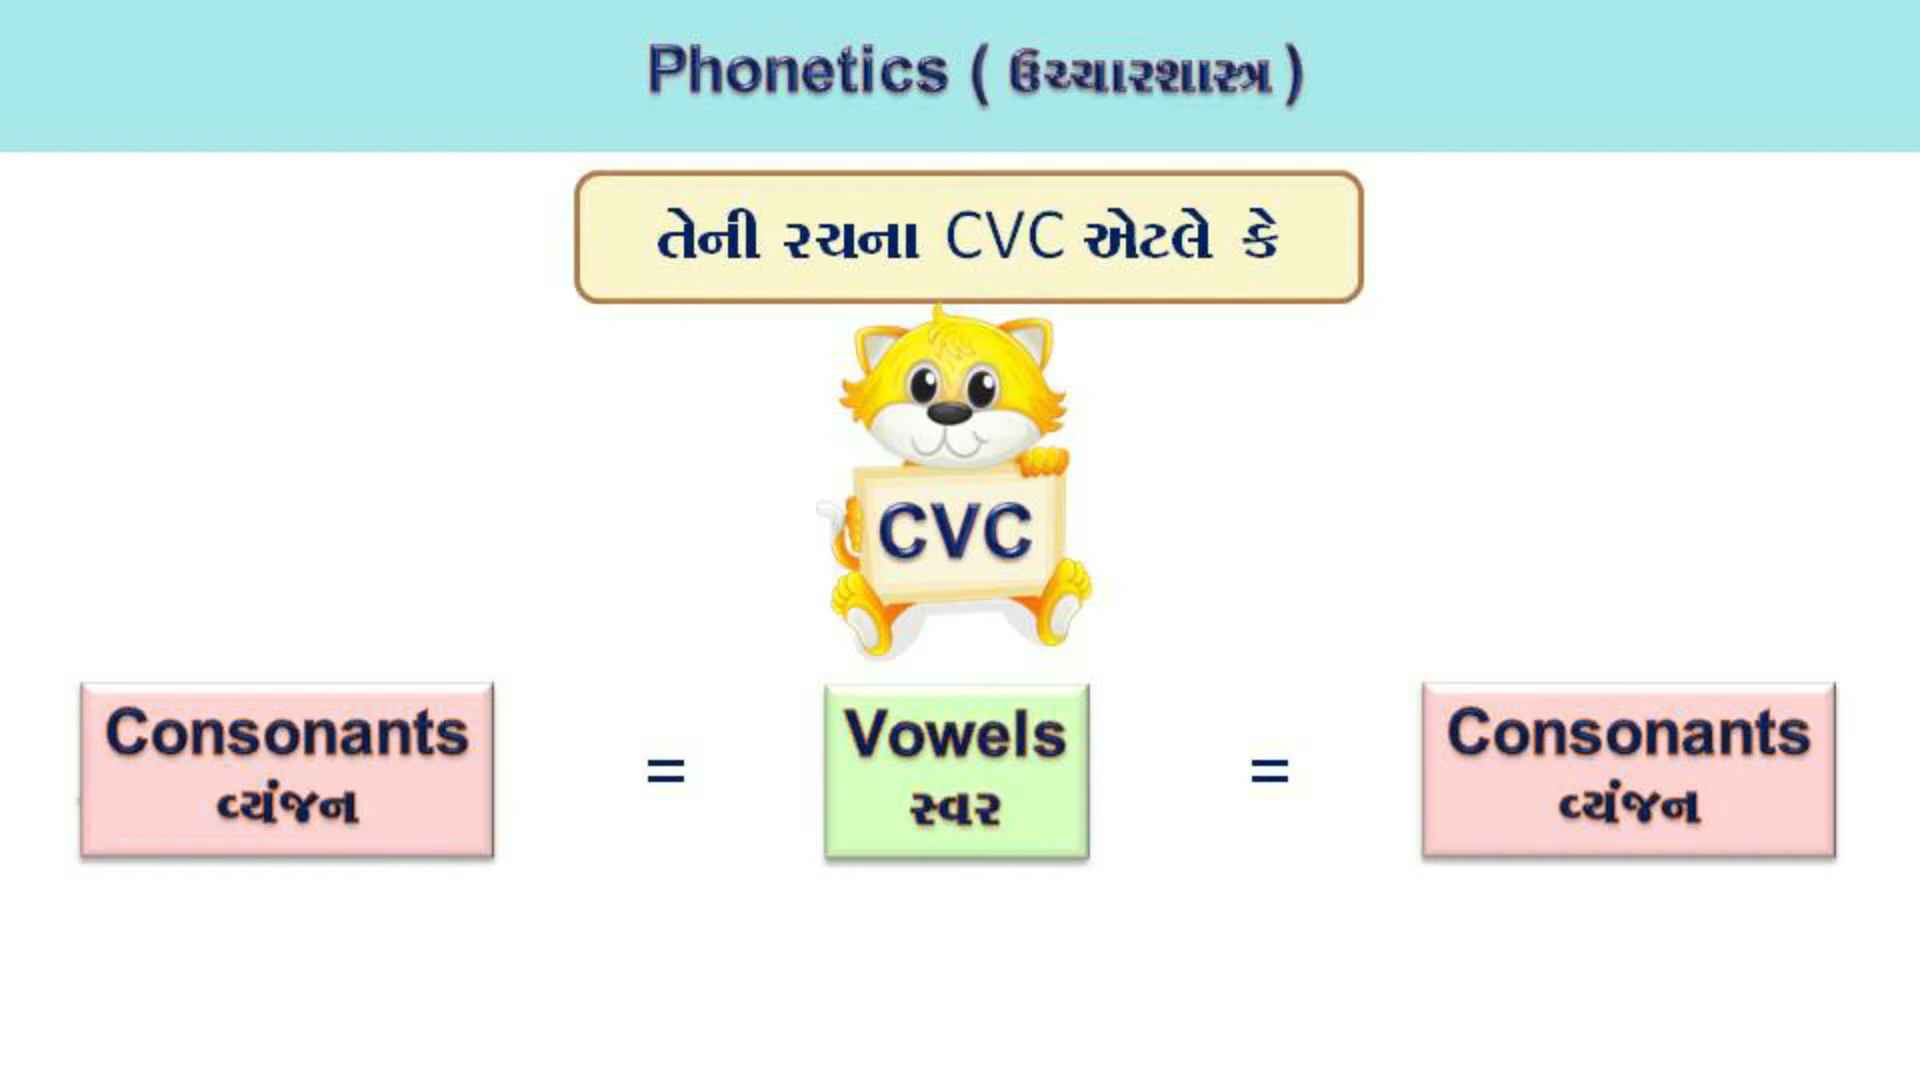 Phonetics ( ઉચ્ચારશાસ્ત્ર )
તેની રચના CVC એટલે કે
CVC
Consonants = Vowels = Consonants
વ્યંજન સ્વર વ્યંજન